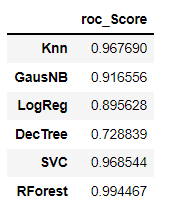 roc_Score
Knn 0.967690
GausNB 0.916556
LogReg 0.895628
DecTree 0.728839
SVC 0.968544
RForest 0.994467